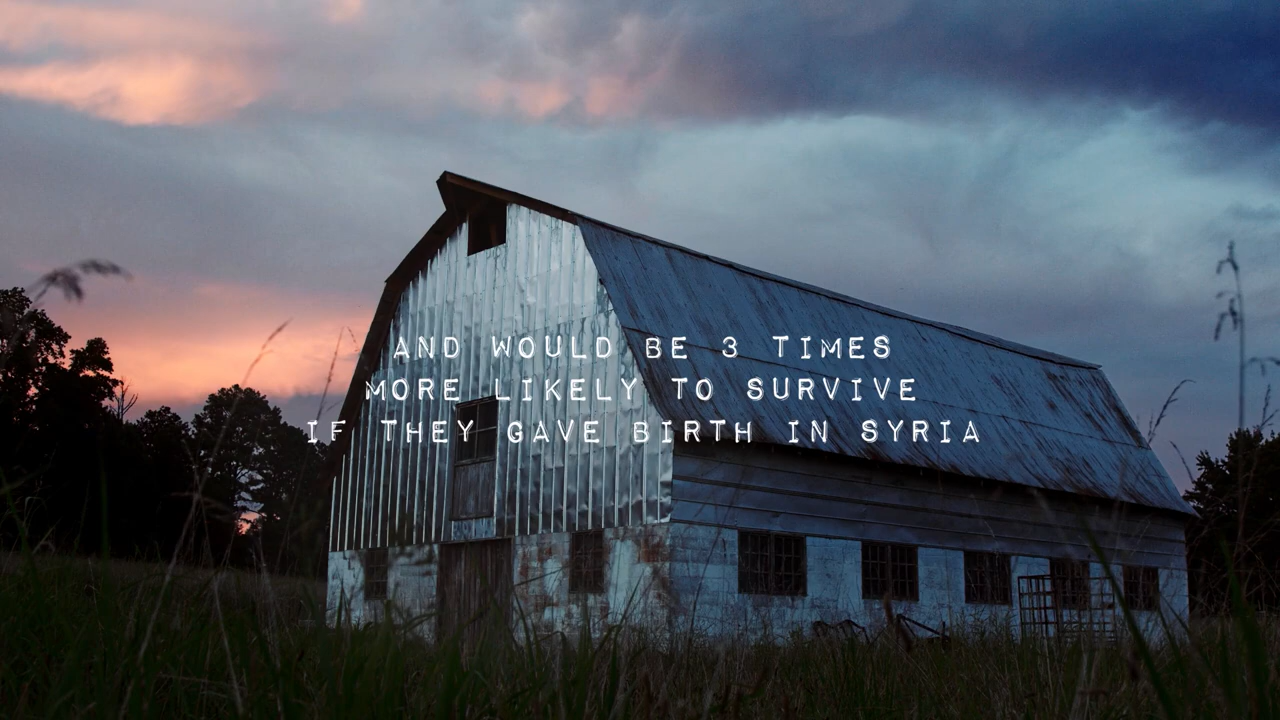 AND WOULD BE 3 TIMES
MORE LIKELY TO SURVIVE
IF THEY GAVE BIRTH IN SYRIA